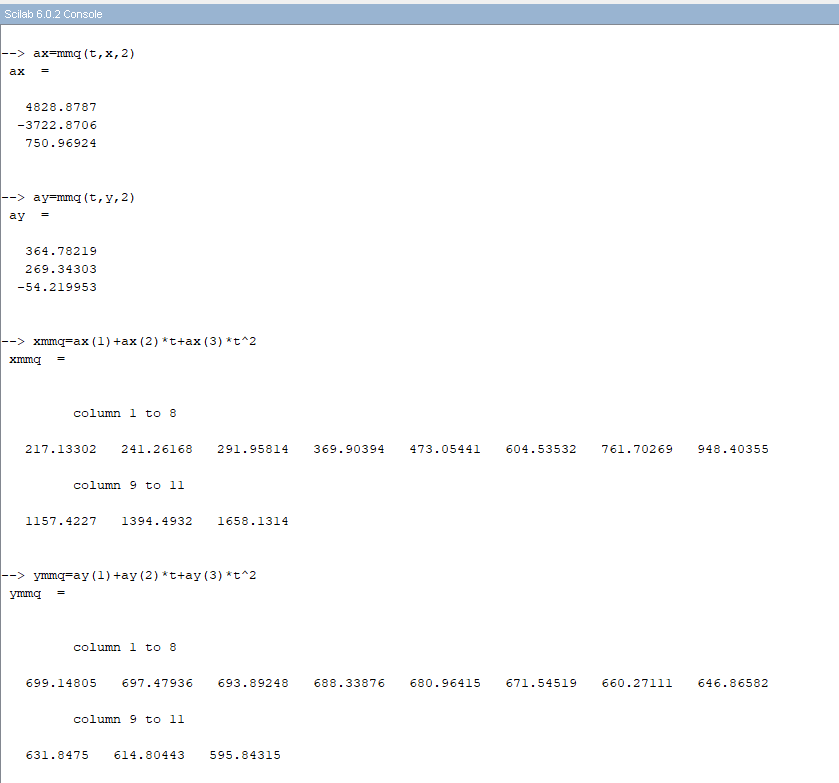 Scilab 6.0.2 Console
--> ax=mmq(t,x,2)
ax =
4828.8787
-3722.8706
750.96924
--> ay=mmq(t,y,2)
ay =
364.78219
269.34303
-54.219953
--> xmmq=ax(1)+ax(2)*t+ax(3)*t^2
xmmq =
column 1 to 8
217.13302 241.26168 291.95814 369.90394 473.05441 604.53532 761.70269 948.40355
column 9 to 11
1157.4227 1394.4932 1658.1314
--> ymmq=ay(1)+ay(2)*t+ay(3)*t^2
ymmq =
column 1 to 8
699.14805 697.47936 693.89248 688.33876 680.96415 671.54519 660.27111 646.86582
column 9 to 11
631.8475 614.80443 595.84315